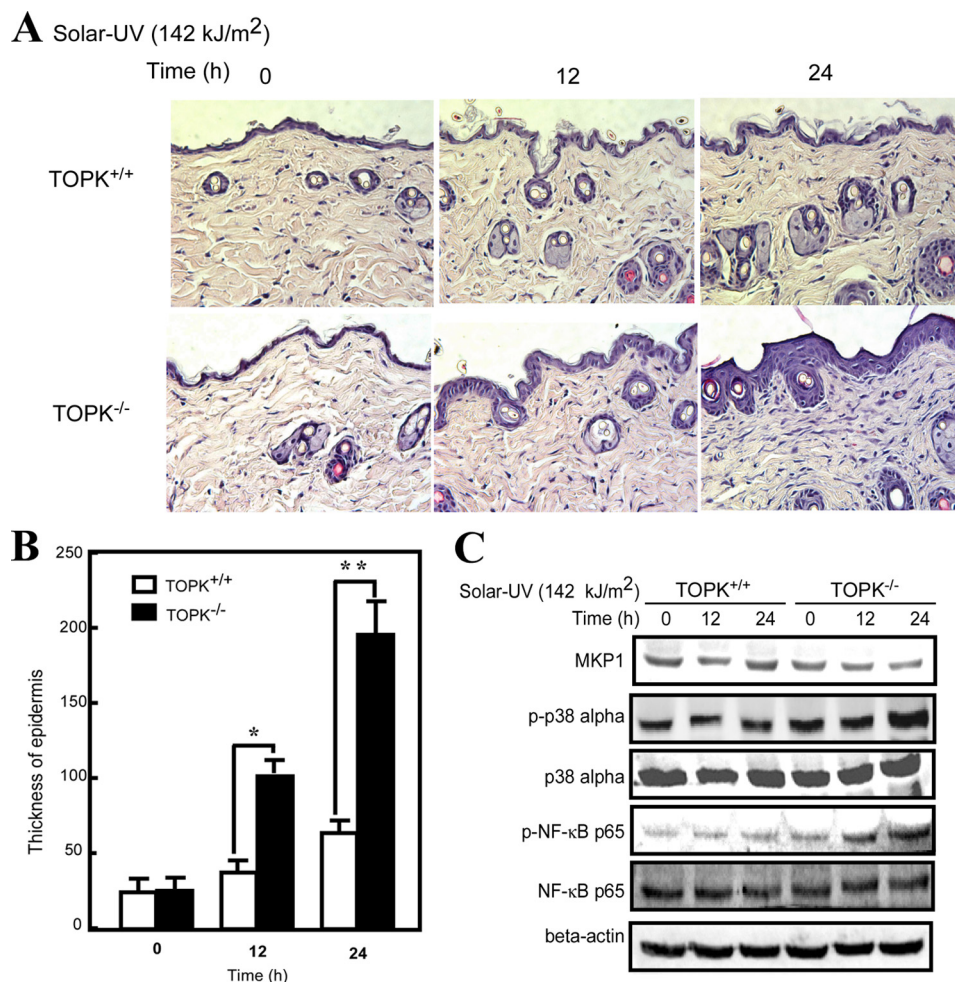 A Solar-UV (142 kJ/m²)
Time (h) 0 12 24
TOPK+/+
TOPK-/-
B
250
200
150
100
50
0
Thickness of epidermis
TOPK+/+
TOPK-/-
*
**
0 12 24
Time (h)
C
Solar-UV (142 kJ/m²) TOPK+/+ TOPK-/-
Time (h) 0 12 24 0 12 24
MKP1
p-p38 alpha
p38 alpha
p-NF-κB p65
NF-κB p65
beta-actin